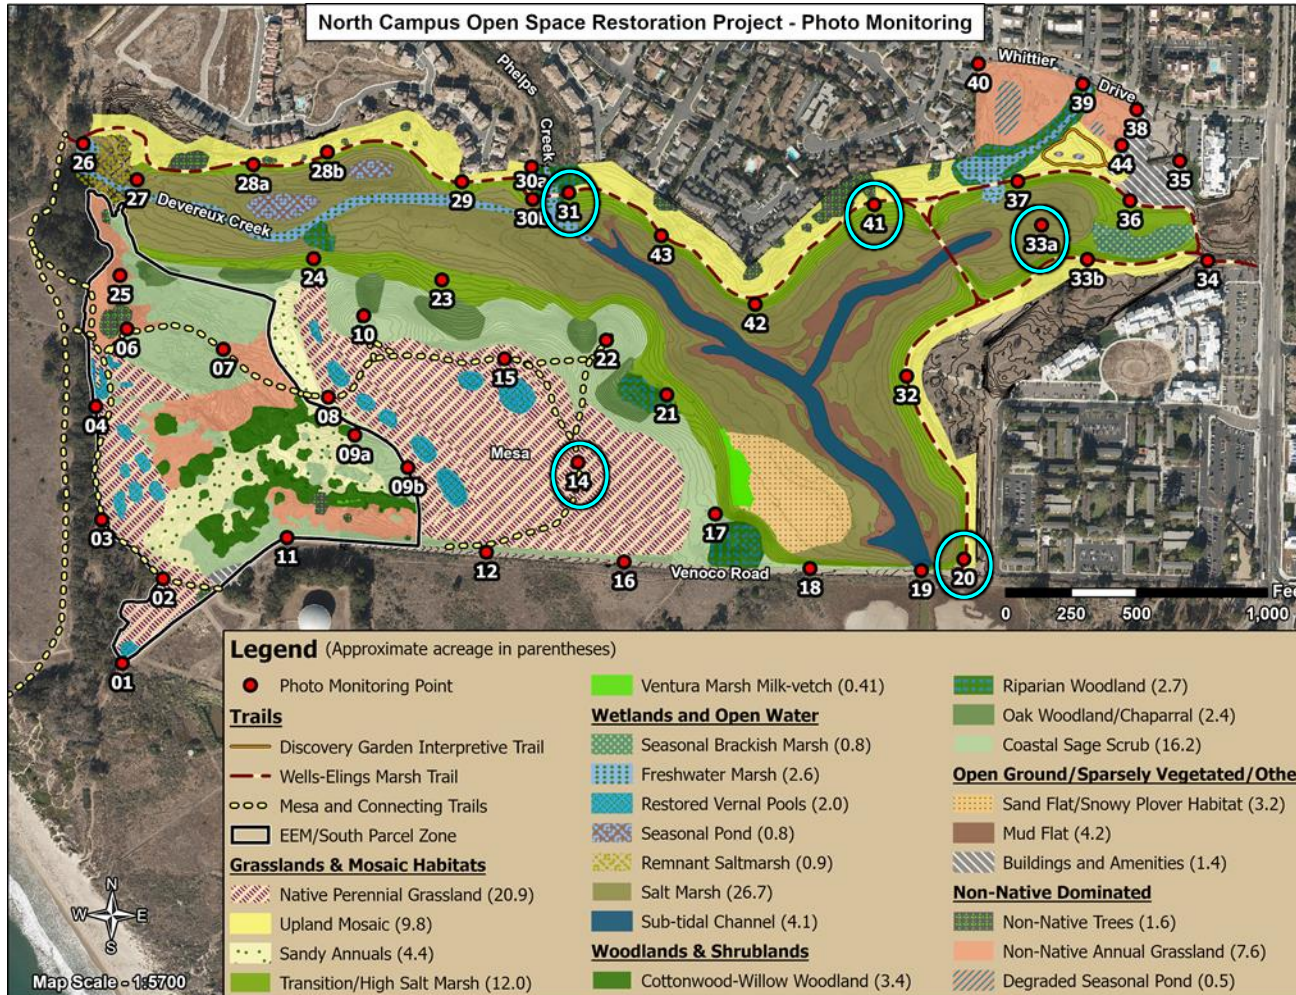 North Campus Open Space Restoration Project - Photo Monitoring
Whittier
Drive
Phelps
Creek
40
39
38
44
35
26
27
28a
28b
29
30a
31
41
37
36
33a
33b
34
Devereux Creek
43
24
23
42
25
06
10
22
07
15
32
08
21
04
09a
Mesa
14
09b
03
17
11
12
16
Venoco Road
18
19
20
02
01
Feet
0 250 500 1,000
Legend (Approximate acreage in parentheses)
Photo Monitoring Point
Trails
Discovery Garden Interpretive Trail
Wells-Elings Marsh Trail
Mesa and Connecting Trails
EEM/South Parcel Zone
Grasslands & Mosaic Habitats
Native Perennial Grassland (20.9)
Upland Mosaic (9.8)
Sandy Annuals (4.4)
Transition/High Salt Marsh (12.0)
Ventura Marsh Milk-vetch (0.41)
Wetlands and Open Water
Seasonal Brackish Marsh (0.8)
Freshwater Marsh (2.6)
Restored Vernal Pools (2.0)
Seasonal Pond (0.8)
Remnant Saltmarsh (0.9)
Salt Marsh (26.7)
Sub-tidal Channel (4.1)
Woodlands & Shrublands
Cottonwood-Willow Woodland (3.4)
Riparian Woodland (2.7)
Oak Woodland/Chaparral (2.4)
Coastal Sage Scrub (16.2)
Open Ground/Sparsely Vegetated/Other
Sand Flat/Snowy Plover Habitat (3.2)
Mud Flat (4.2)
Buildings and Amenities (1.4)
Non-Native Dominated
Non-Native Trees (1.6)
Non-Native Annual Grassland (7.6)
Degraded Seasonal Pond (0.5)
N
W E
S
Map Scale - 1:5700